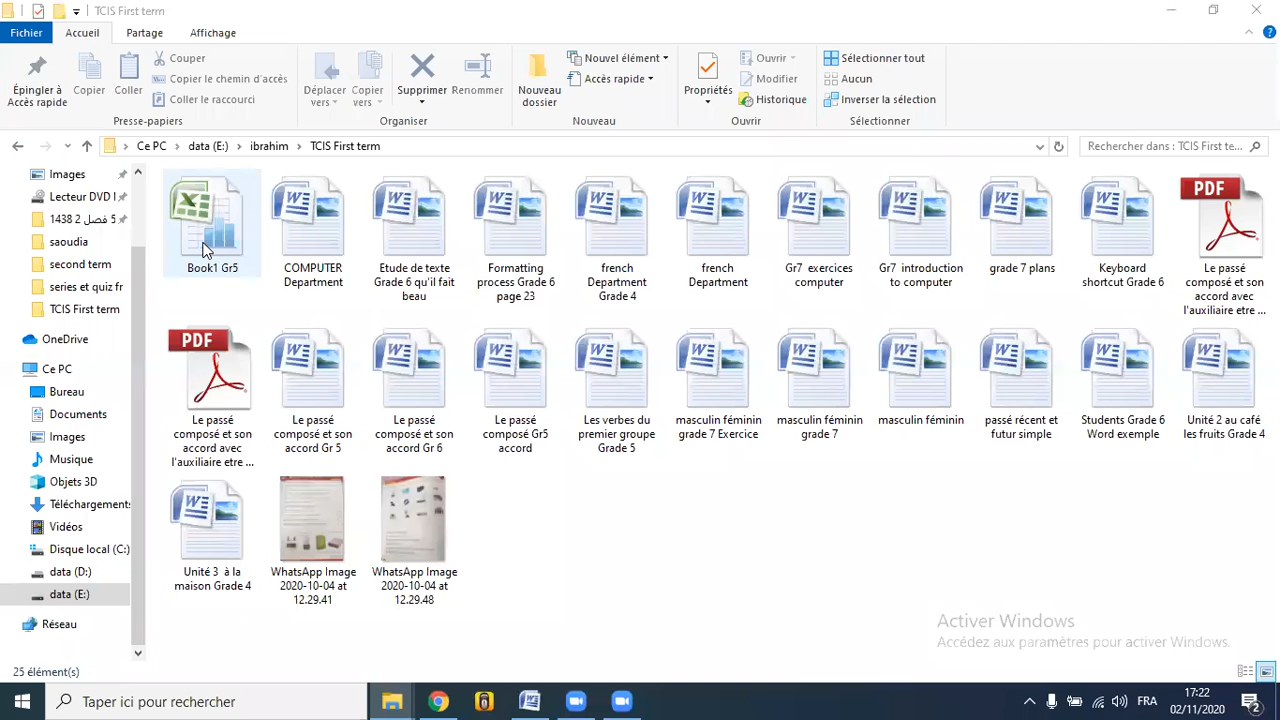 TCIS First term
Fichier
Accueil
Partage
Affichage
Épingler à
Accès rapide
Copier
Coller
Couper
Copier le chemin d'accès
Coller le raccourci
Presse-papiers
Déplacer
vers
Copier
vers
Supprimer
Renommer
Organiser
Nouveau
dossier
Nouvel élément
Accès rapide
Nouveau
Propriétés
Ouvrir
Modifier
Historique
Ouvrir
Sélectionner tout
Aucun
Inverser la sélection
Sélectionner
Ce PC > data (E:) > ibrahim > TCIS First term
Rechercher dans : TCIS First te...
Images
Lecteur DVD I
1438 فصل 2 5
saoudia
second term
series et quiz fr
TCIS First term
OneDrive
Ce PC
Bureau
Documents
Images
Musique
Objets 3D
Téléchargements
Vidéos
Disque local (C:)
data (D:)
data (E:)
Réseau
Book1 Gr5
COMPUTER
Department
Etude de texte
Grade 6 qu'il fait
beau
Formatting
process Grade 6
page 23
french
Department
Grade 4
french
Department
Gr7 exercices
computer
Gr7 introduction
to computer
grade 7 plans
Keyboard
shortcut Grade 6
PDF
Le passé
composé et son
accord avec
l'auxiliaire etre ...
PDF
Le passé
composé et son
accord avec
l'auxiliaire etre ...
Le passé
composé et son
accord Gr 5
Le passé
composé et son
accord Gr 6
Le passé
composé Gr5
accord
Les verbes du
premier groupe
Grade 5
masculin féminin
grade 7 Exercice
masculin féminin
grade 7
masculin féminin
passé récent et
futur simple
Students Grade 6
Word exemple
Unité 2 au café
les fruits Grade 4
Unité 3 à la
maison Grade 4
WhatsApp Image
2020-10-04 at
12.29.41
WhatsApp Image
2020-10-04 at
12.29.48
Activer Windows
Accédez aux paramètres pour activer Windows.
25 élément(s)
Taper ici pour rechercher
FRA
17:22
02/11/2020
2